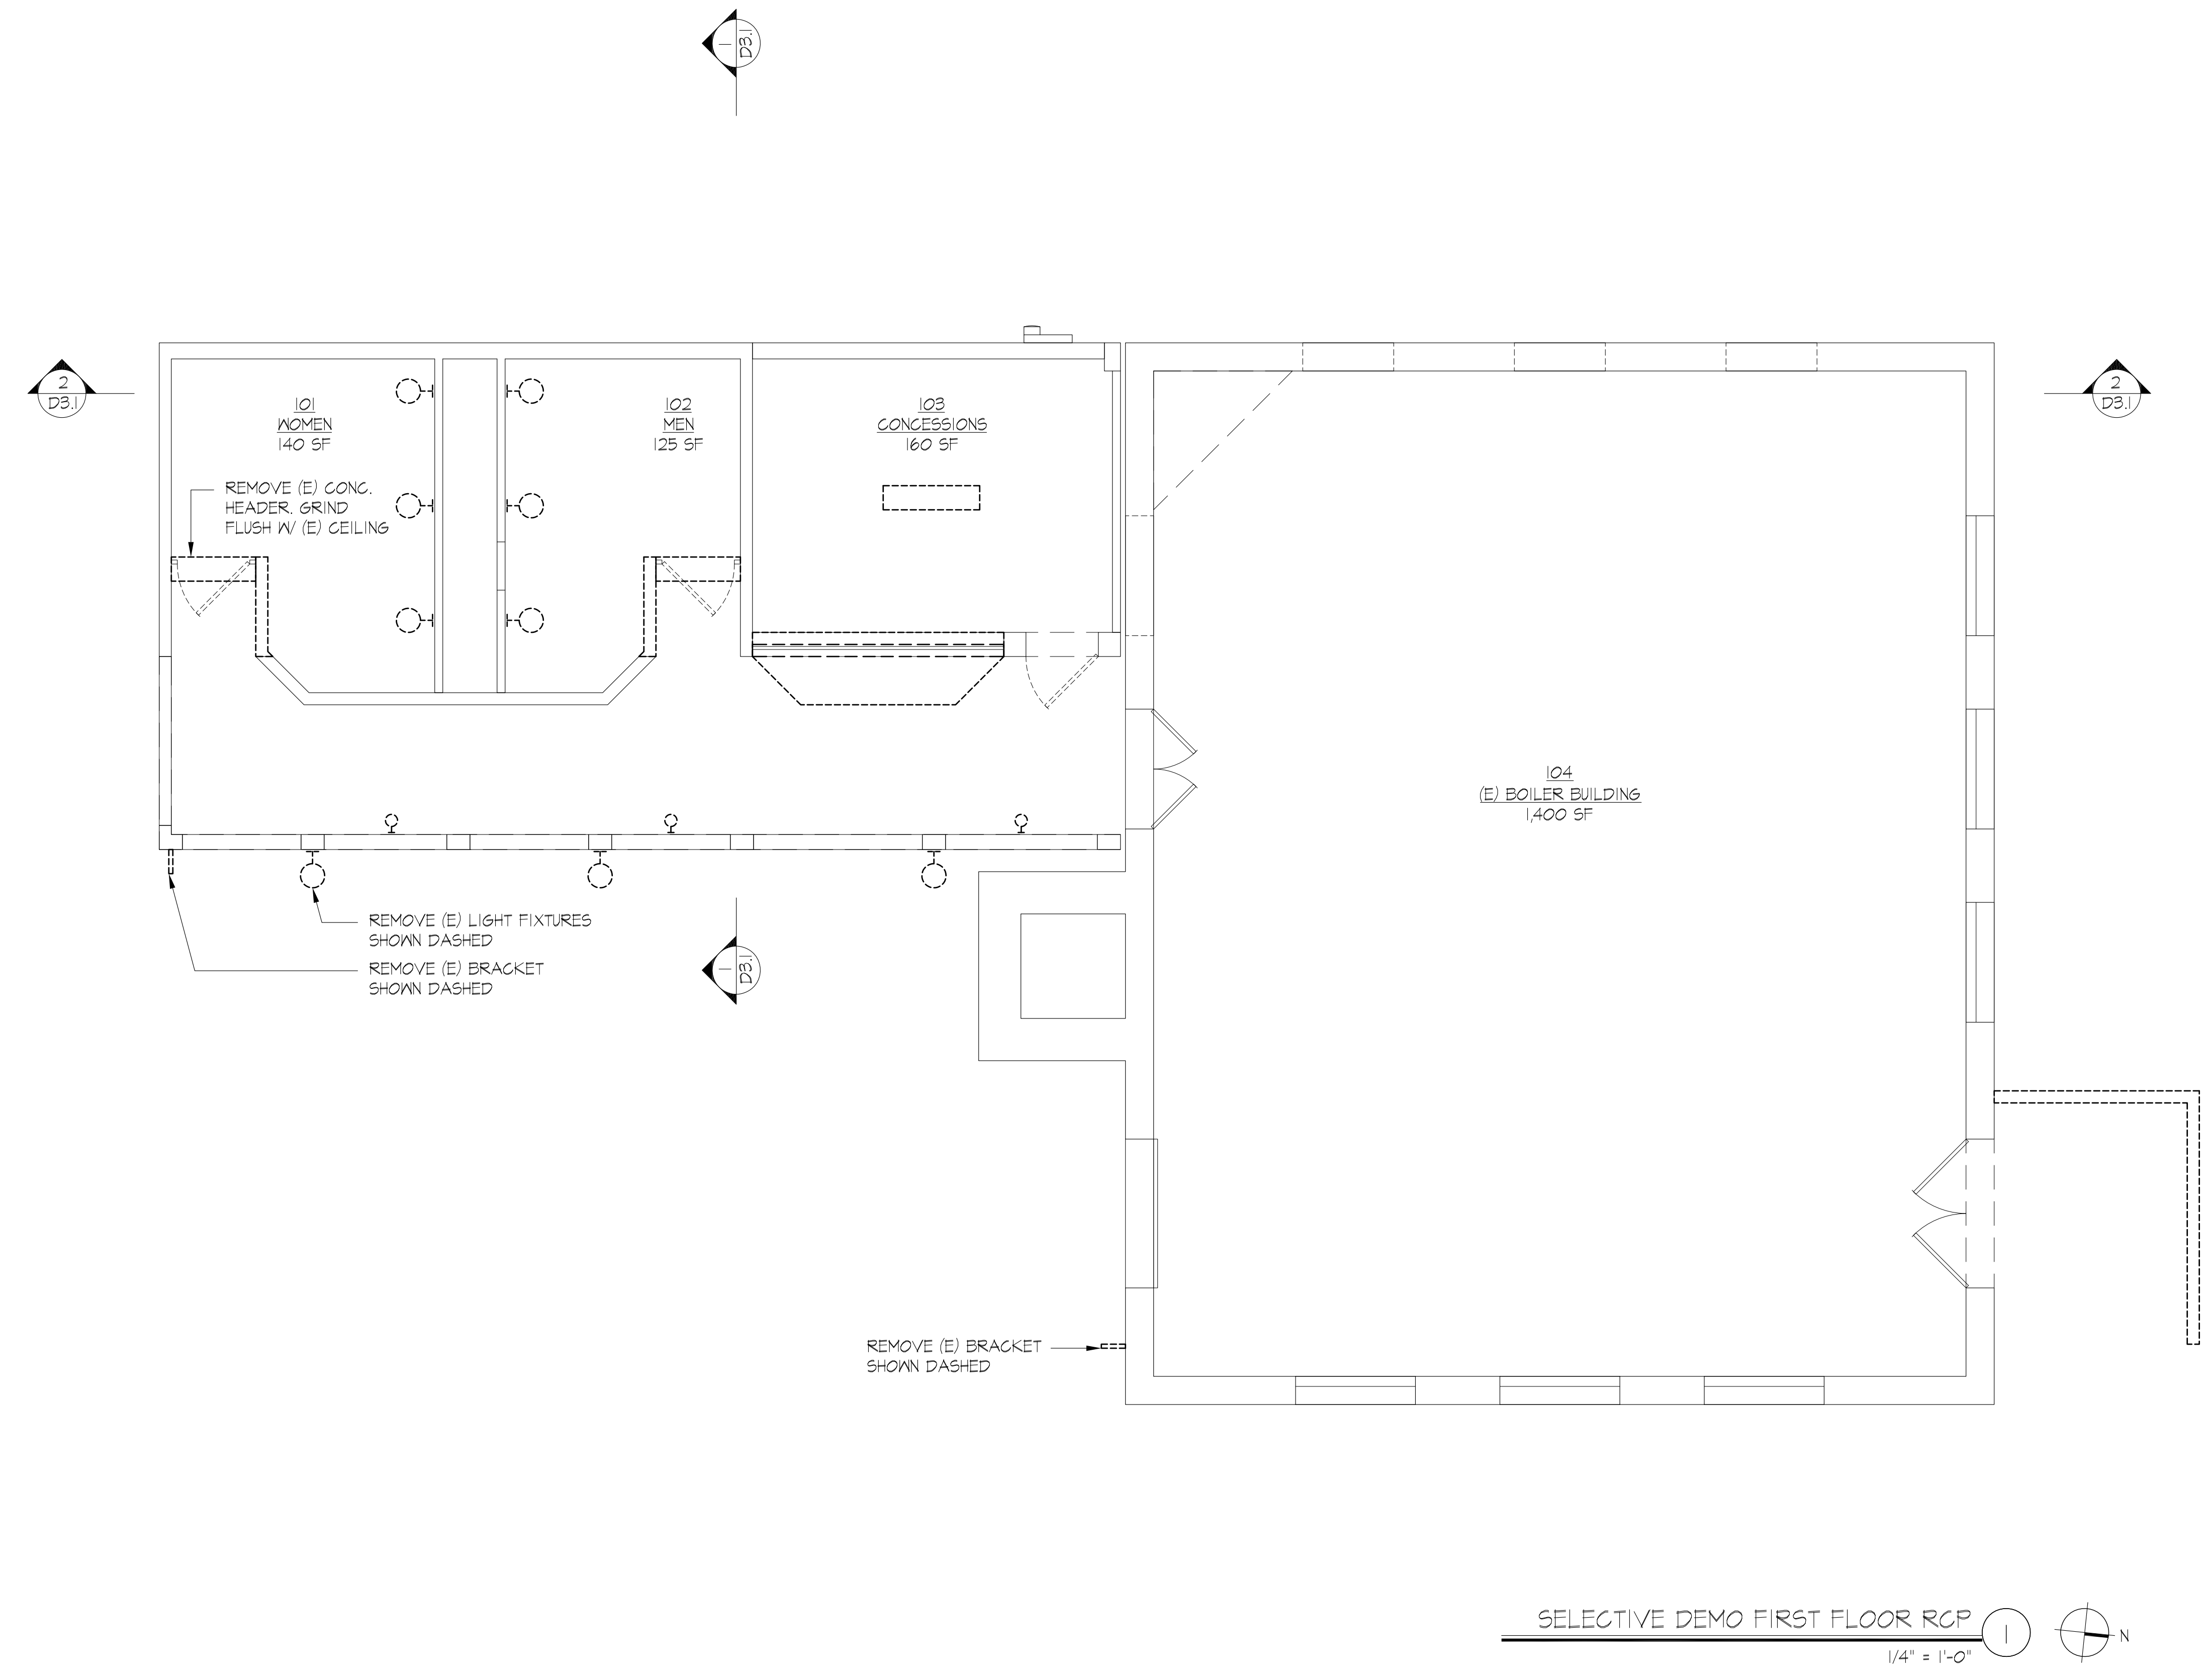 1
D3.1
2
D3.1
2
D3.1
101
WOMEN
140 SF
102
MEN
125 SF
103
CONCESSIONS
160 SF
REMOVE (E) CONC.
HEADER. GRIND
FLUSH W/ (E) CEILING
104
(E) BOILER BUILDING
1,400 SF
REMOVE (E) LIGHT FIXTURES
SHOWN DASHED
REMOVE (E) BRACKET
SHOWN DASHED
1
D3.1
REMOVE (E) BRACKET
SHOWN DASHED
SELECTIVE DEMO FIRST FLOOR RCP
1
N
1/4" = 1'-0"